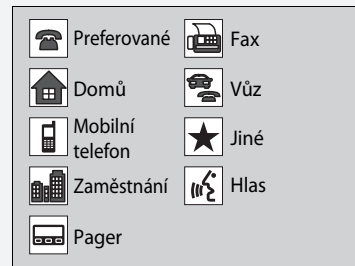 Preferované
Domů
Mobilní
telefon
Zaměstnání
Pager
Fax
Vůz
Jiné
Hlas